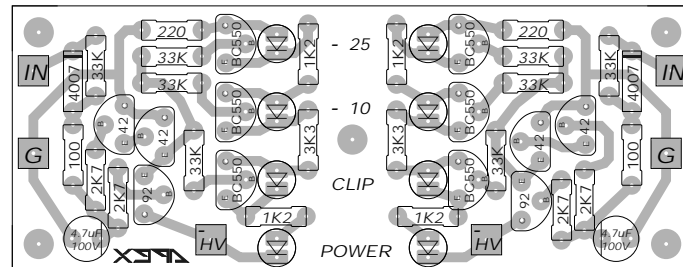 220
33K
33K
33K
4007
IN
G
100
2K7
2K7
42
42
92
33K
BC550
B
BC550
B
BC550
B
B
B
B
1K2
3K3
1K2
4.7uF
100V
APEX
-
HV
- 25
- 10
CLIP
POWER
1K2
3K3
1K2
BC550
B
BC550
B
BC550
B
220
33K
33K
33K
33K
4007
IN
G
100
2K7
2K7
42
42
92
B
B
B
4.7uF
100V
-
HV